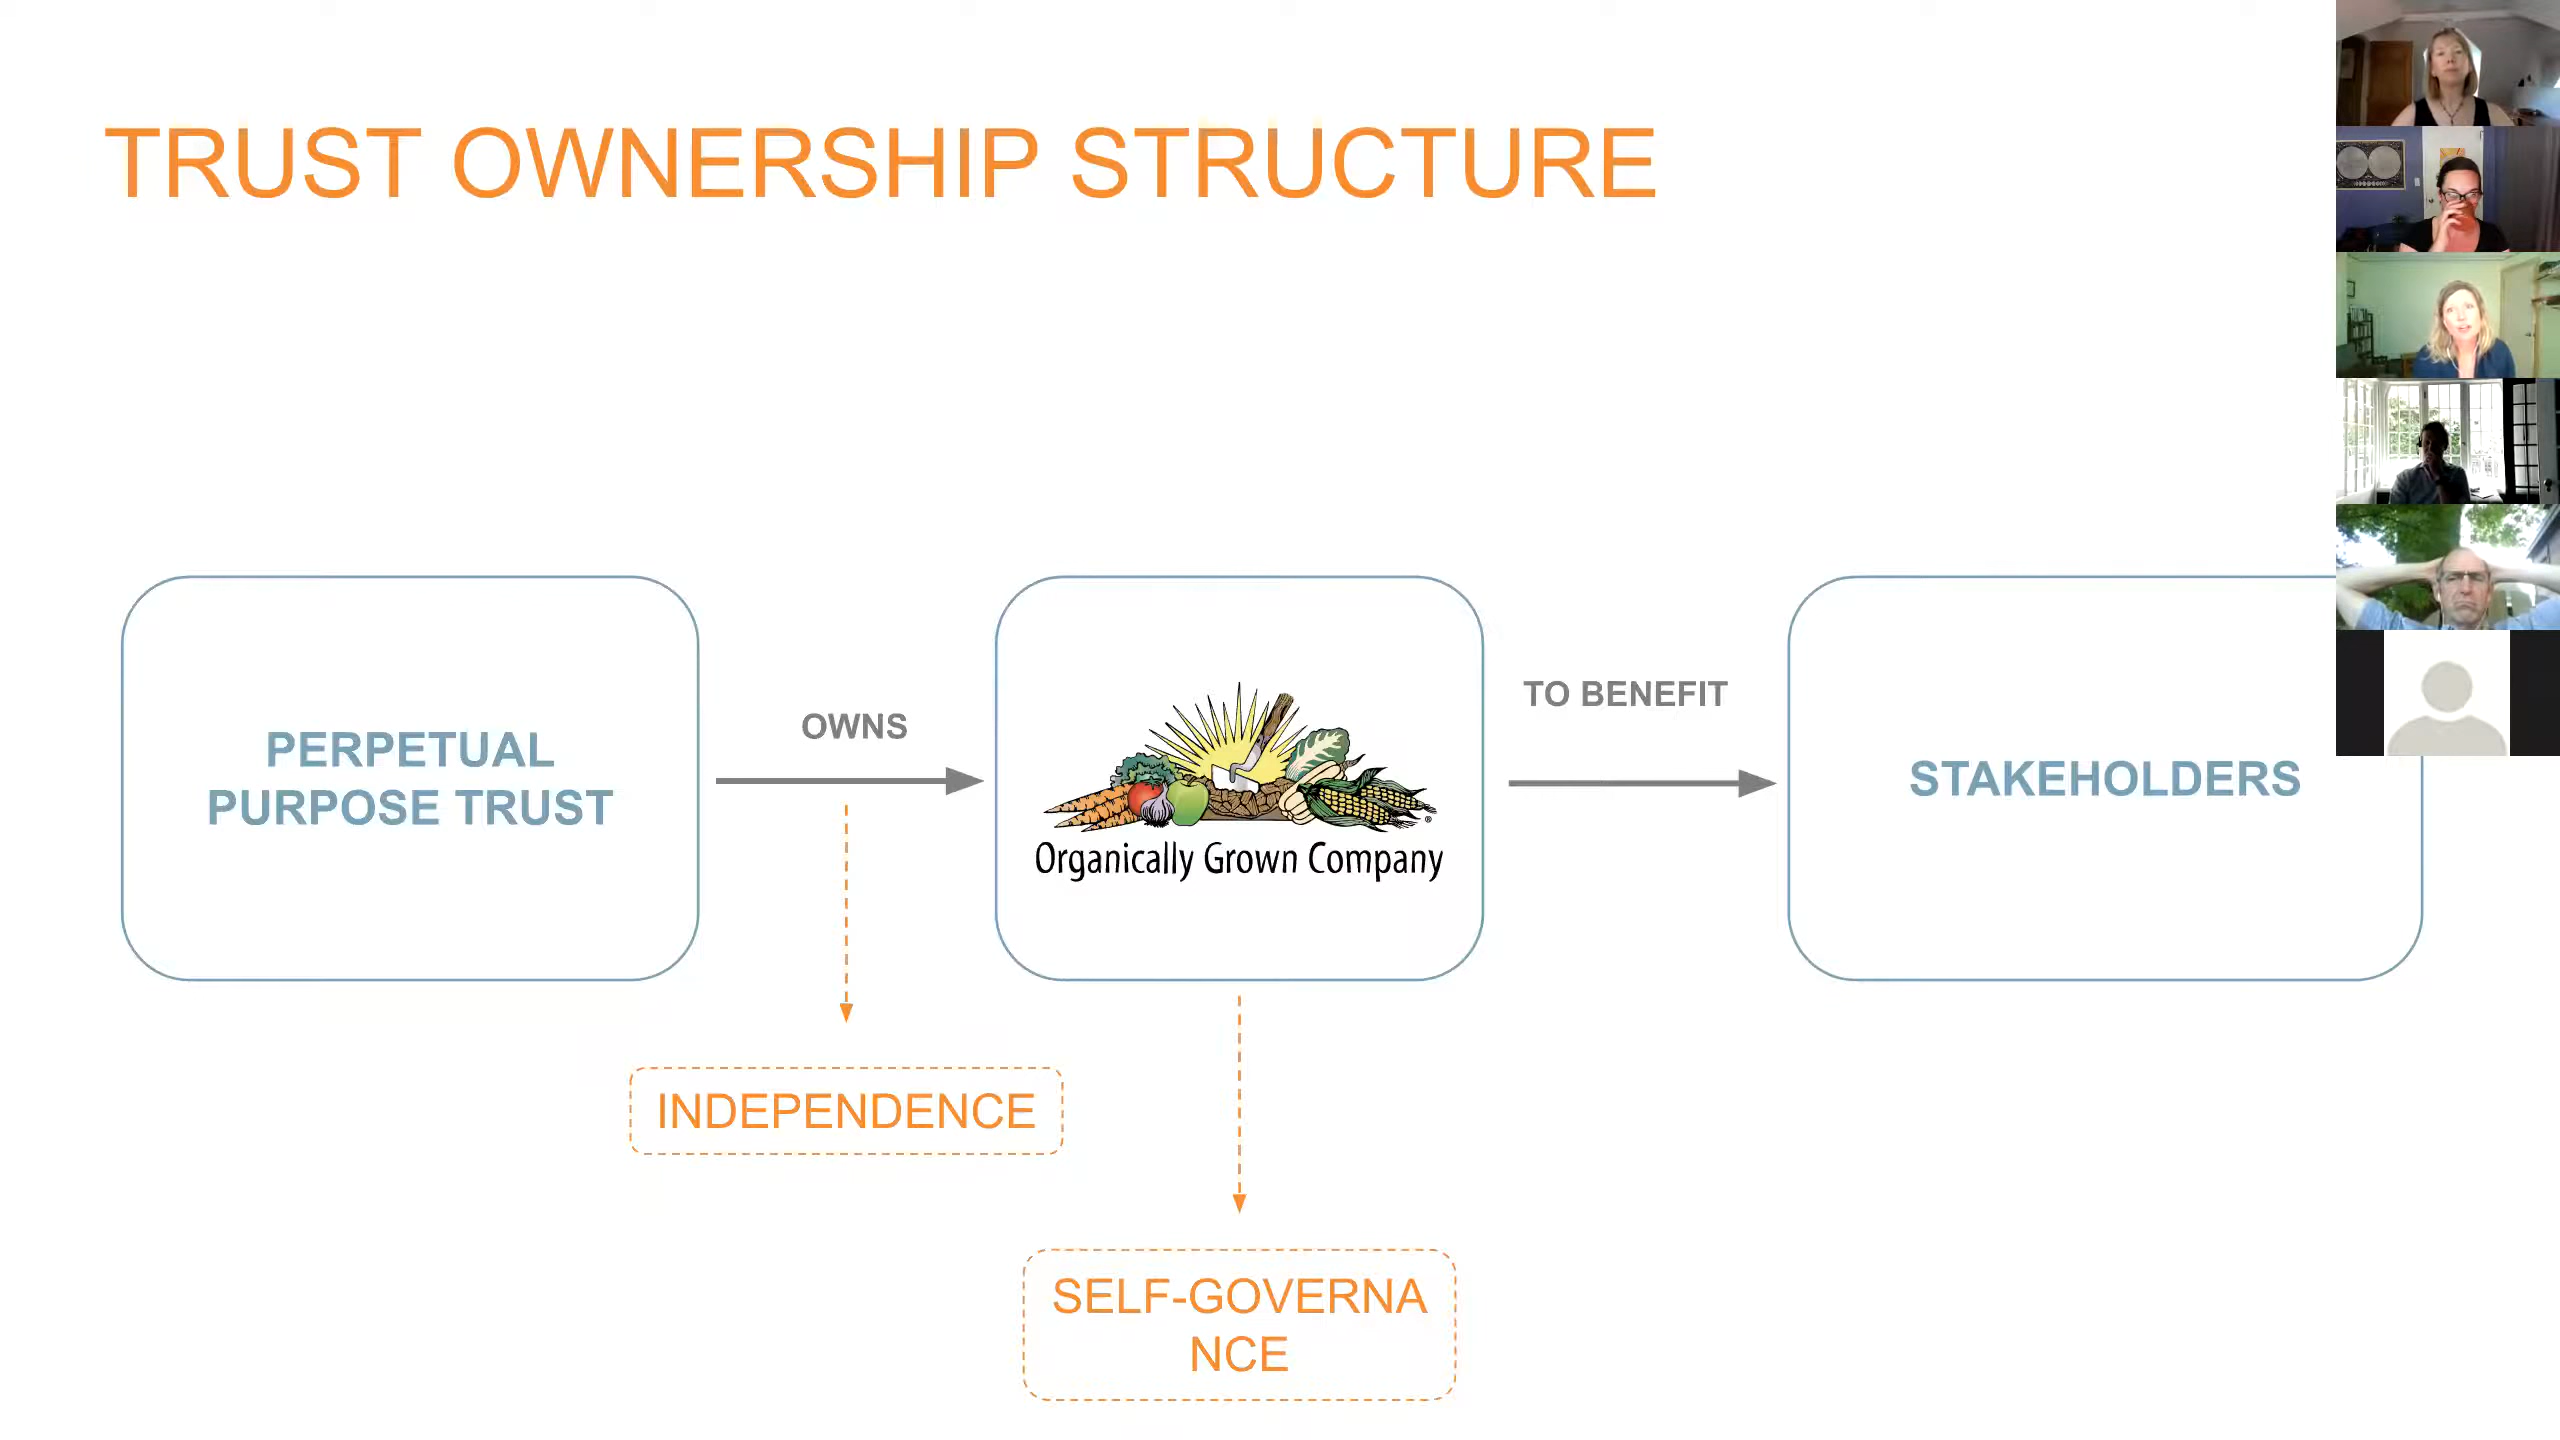 TRUST OWNERSHIP STRUCTURE
PERPETUAL
PURPOSE TRUST
OWNS
Organically Grown Company
®
TO BENEFIT
STAKEHOLDERS
INDEPENDENCE
SELF-GOVERNA
NCE